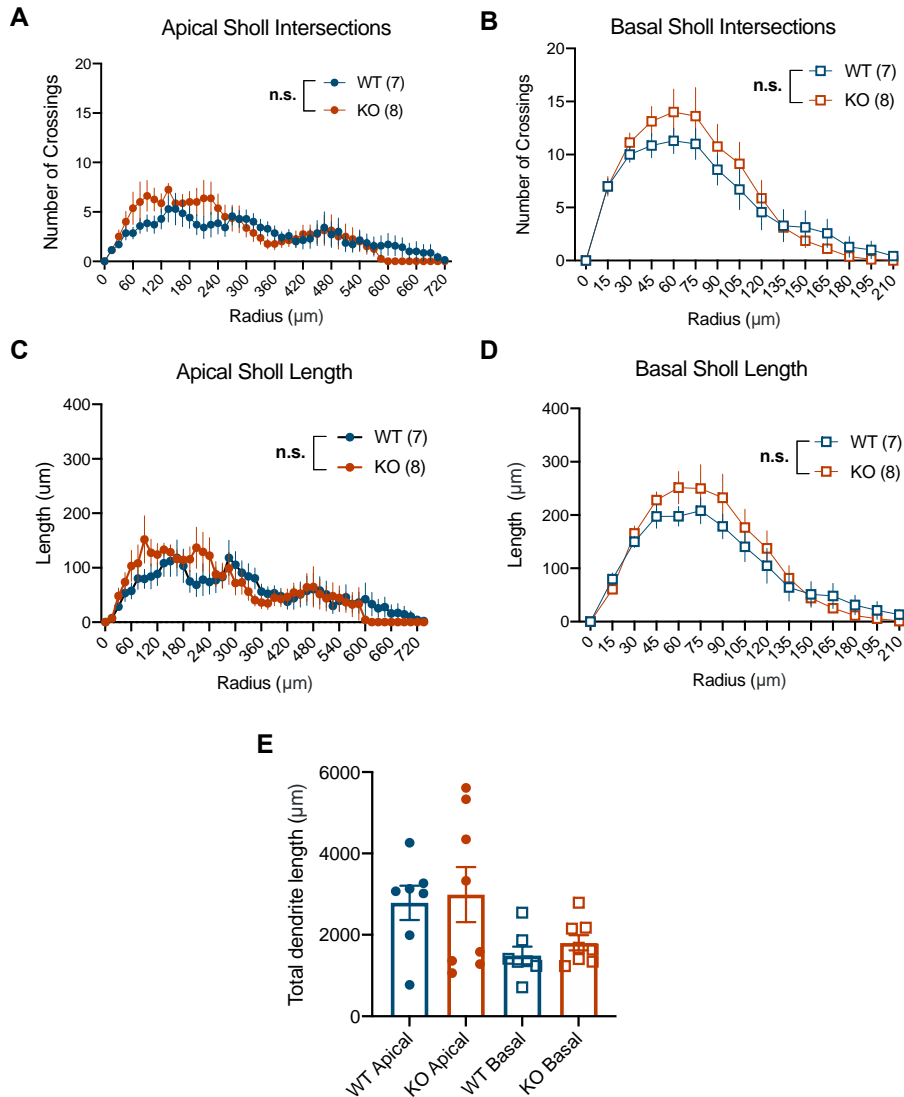 A
Apical Sholl Intersections
20
15
10
5
0
Number of Crossings
n.s.
WT (7)
KO (8)
0
60
120
180
240
300
360
420
480
540
600
660
720
Radius (µm)
B
Basal Sholl Intersections
20
15
10
5
0
Number of Crossings
n.s.
WT (7)
KO (8)
0
15
30
45
60
75
90
105
120
135
150
165
180
195
210
Radius (µm)
C
Apical Sholl Length
400
300
200
100
0
Length (um)
n.s.
WT (7)
KO (8)
0
60
120
180
240
300
360
420
480
540
600
660
720
Radius (µm)
D
Basal Sholl Length
400
300
200
100
0
Length (µm)
n.s.
WT (7)
KO (8)
0
15
30
45
60
75
90
105
120
135
150
165
180
195
210
Radius (µm)
E
6000
4000
2000
0
Total dendrite length (µm)
WT Apical
KO Apical
WT Basal
KO Basal